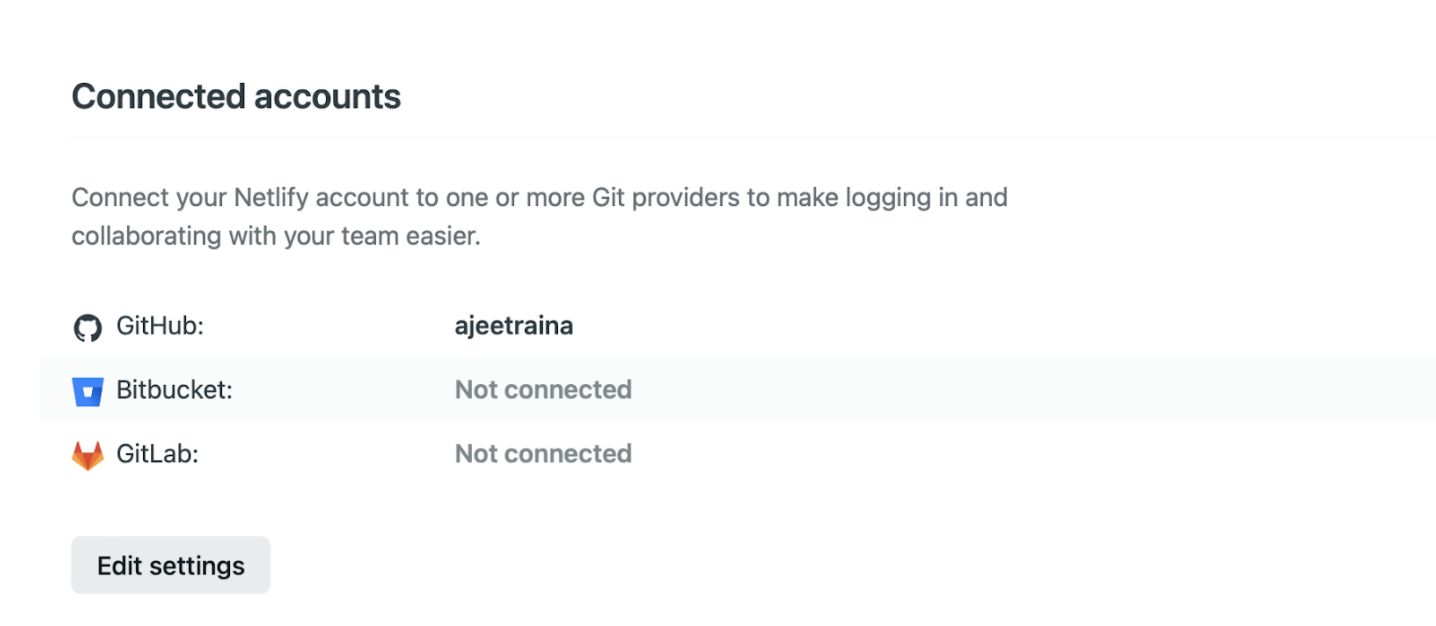 Connected accounts
Connect your Netlify account to one or more Git providers to make logging in and
collaborating with your team easier.
GitHub: ajeetraina
Bitbucket: Not connected
GitLab: Not connected
Edit settings